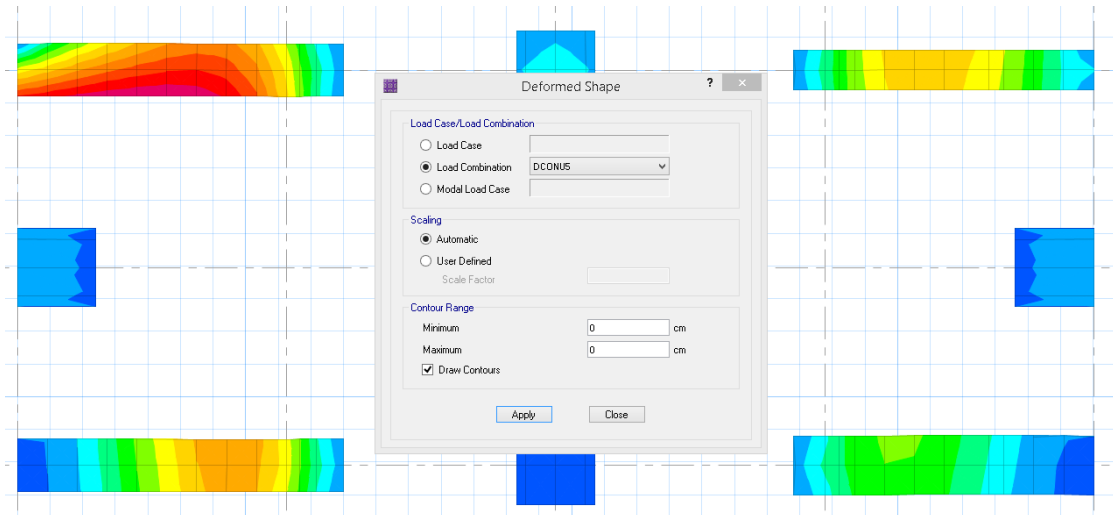 Deformed Shape
?
Load Case/Load Combination
Load Case
Load Combination DCONU5
Modal Load Case
Scaling
Automatic
User Defined
Scale Factor
Contour Range
Minimum 0 cm
Maximum 0 cm
Draw Contours
Apply Close